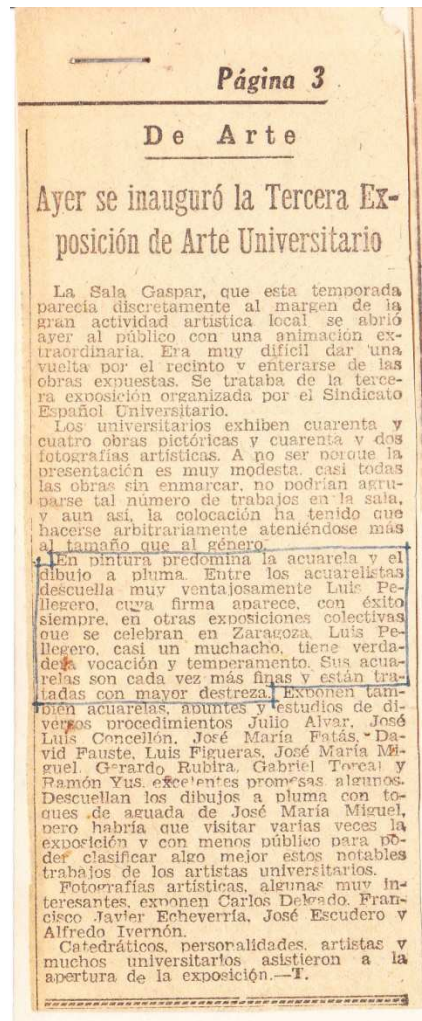 Página 3
De Arte
Ayer se inauguró la Tercera Ex-
posición de Arte Universitario
La Sala Gaspar, que esta temporada
parecía discretamente al margen de la
gran actividad artística local se abrió
ayer al público con una animación ex-
traordinaria. Era muy difícil dar una
vuelta por el recinto y enterarse de las
obras expuestas. Se trataba de la terce-
ra exposición organizada por el Sindicato
Español Universitario.
Los universitarios exhiben cuarenta y
cuatro obras pictóricas y cuarenta y dos
fotografías artísticas. A no ser porque la
presentación es muy modesta, casi todas
las obras sin enmarcar, no podrían agru-
parse tal número de trabajos en la sala,
y aun así, la colocación ha tenido que
hacerse arbitrariamente ateniéndose más
al tamaño que al género.
En pintura predomina la acuarela y el
dibujo a pluma. Entre los acuarelistas
descuella muy ventajosamente Luis Pe-
llegero, cuya firma aparece, con éxito
siempre, en otras exposiciones colectivas
que se celebran en Zaragoza. Luis Pe-
llegero, casi un muchacho, tiene verda-
dera vocación y temperamento. Sus acua-
relas son cada vez más finas y están tra-
tadas con mayor destreza. Exponen tam-
bién acuarelas, apuntes y estudios de di-
versos procedimientos Julio Alvar, José
Luis Concellón, José María Fatás, Da-
vid Fauste, Luis Figueras, José María Mi-
guel, Gerardo Rubira, Gabriel Torcal y
Ramón Yus, excelentes promesas algunos.
Descuellan los dibujos a pluma con to-
ques de aguada de José María Miguel,
pero habría que visitar varias veces la
exposición y con menos público para po-
der clasificar algo mejor estos notables
trabajos de los artistas universitarios.
Fotografías artísticas, algunas muy in-
teresantes, exponen Carlos Delgado, Fran-
cisco Javier Echeverría, José Escudero y
Alfredo Ivernón.
Catedráticos, personalidades, artistas y
muchos universitarios asistieron a la
apertura de la exposición.—T.